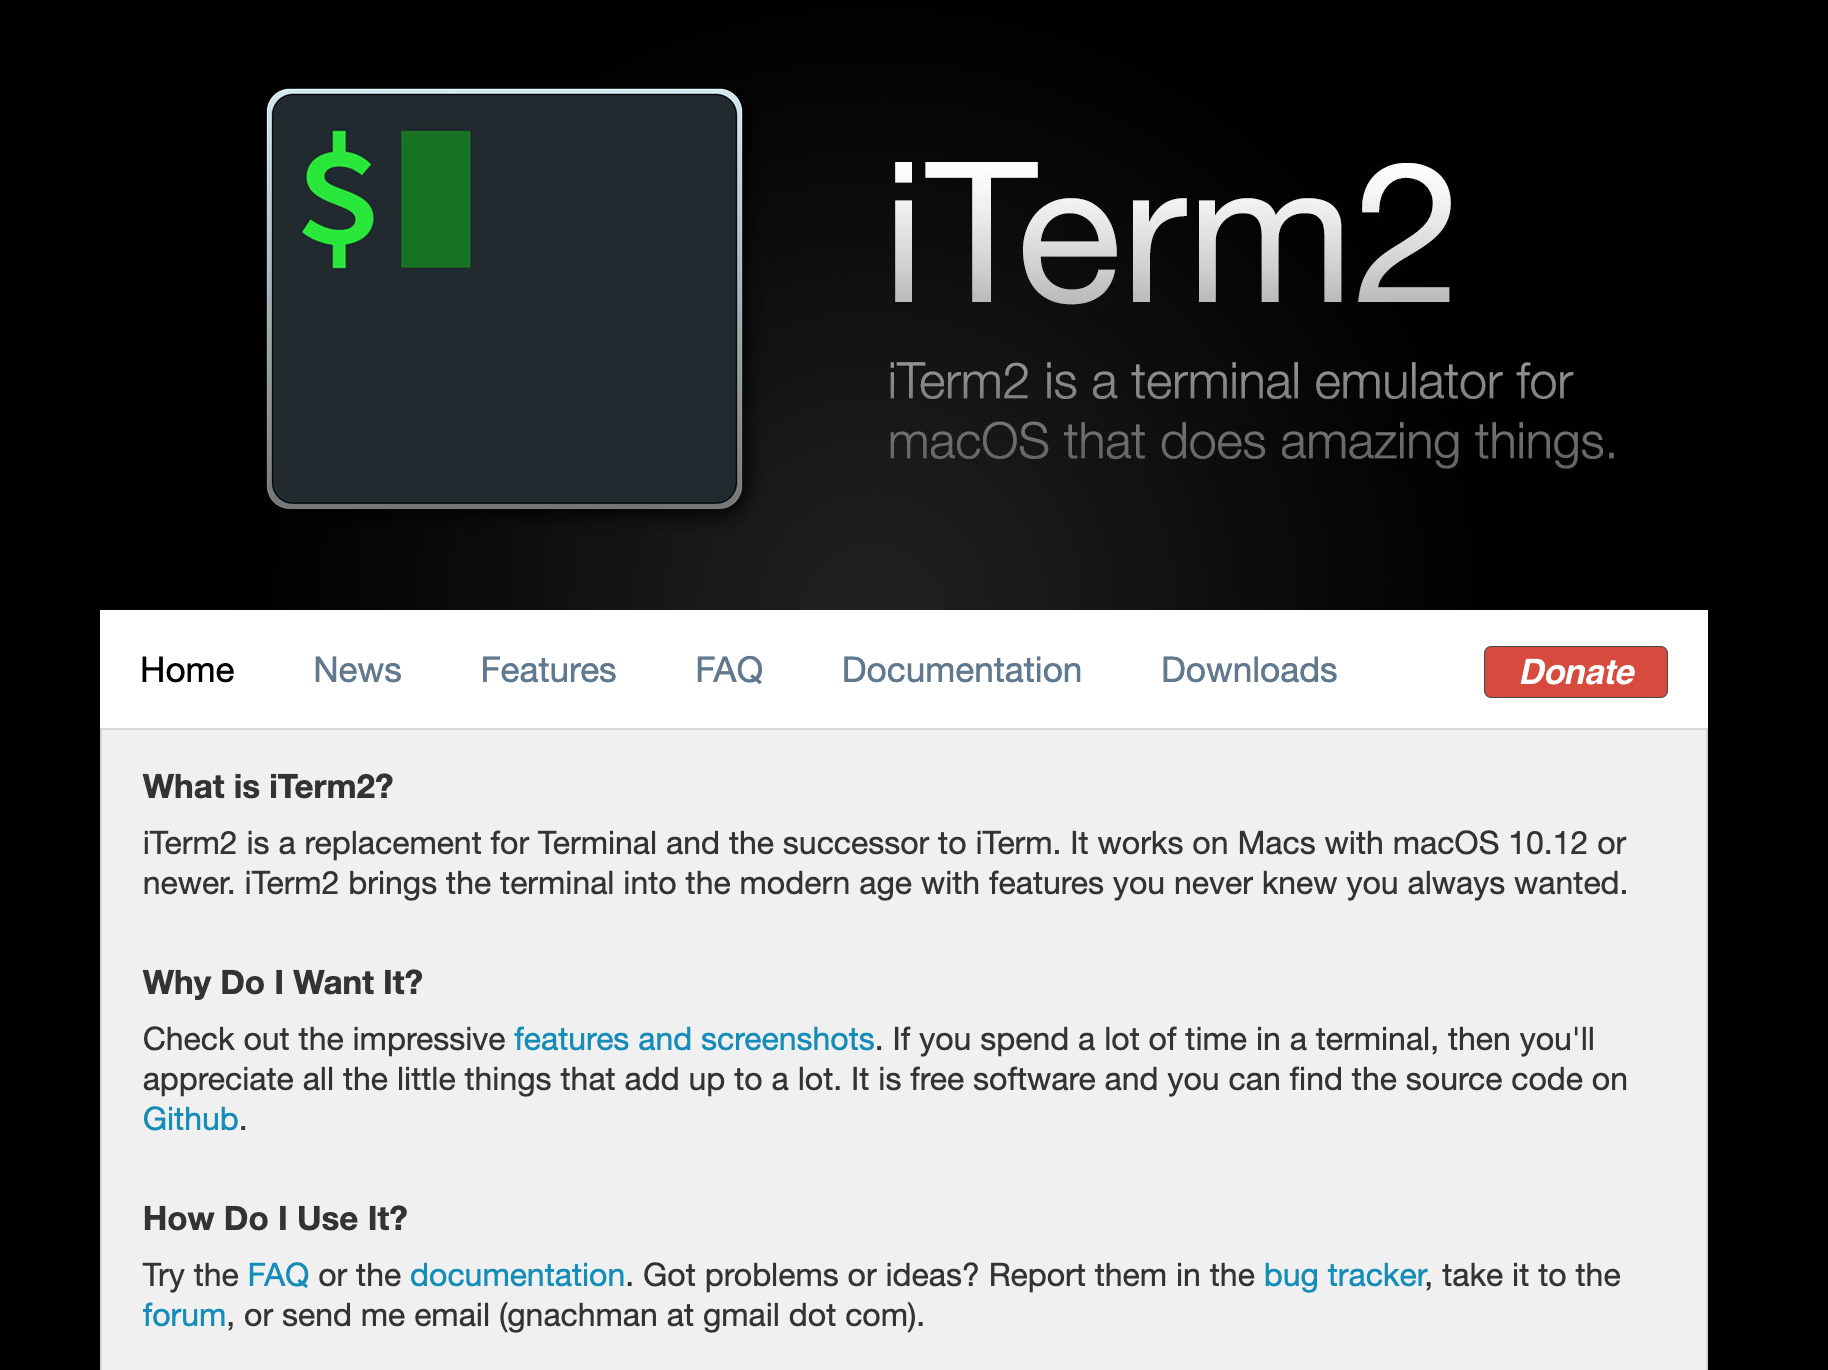 $
iTerm2
iTerm2 is a terminal emulator for
macOS that does amazing things.
Home News Features FAQ Documentation Downloads Donate
What is iTerm2?
iTerm2 is a replacement for Terminal and the successor to iTerm. It works on Macs with macOS 10.12 or
newer. iTerm2 brings the terminal into the modern age with features you never knew you always wanted.
Why Do I Want It?
Check out the impressive features and screenshots. If you spend a lot of time in a terminal, then you'll
appreciate all the little things that add up to a lot. It is free software and you can find the source code on
Github.
How Do I Use It?
Try the FAQ or the documentation. Got problems or ideas? Report them in the bug tracker, take it to the
forum, or send me email (gnachman at gmail dot com).